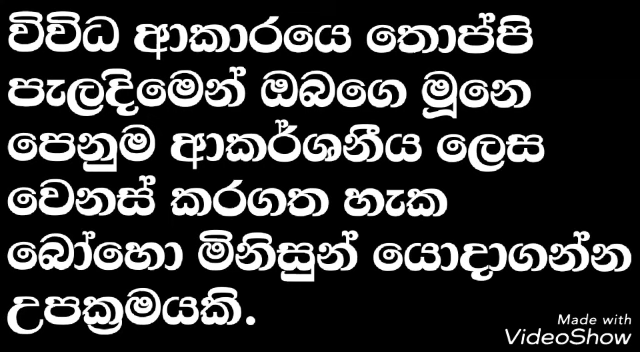 විවිධ ආකාරයෙ තොප්පි
පැලදිමෙන් ඔබගෙ මූනෙ
පෙනුම ආකර්ශනීය ලෙස
වෙනස් කරගත හැක
බෝහො මිනිසුන් යොදාගන්න
උපක්‍රමයකි.
Made with
VideoShow